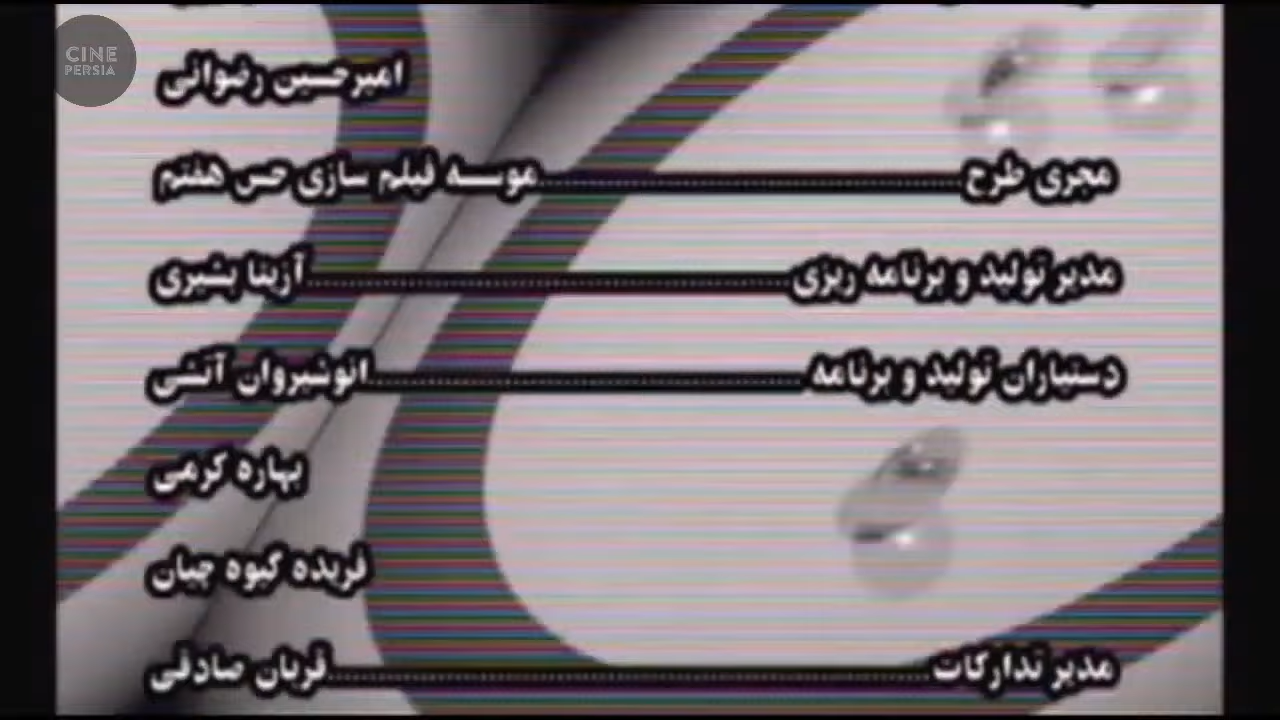 CINE
PERSIA
امیرحسین رضوانی
مجری طرح........................موسسه فیلم سازی حس هفتم
مدیر تولید و برنامه ریزی........................آزیتا بشیری
دستیاران تولید و برنامه........................انوشیروان آتشی
بهاره کرمی
فریده گیوه چیان
مدیر تدارکات........................قربان صادقی